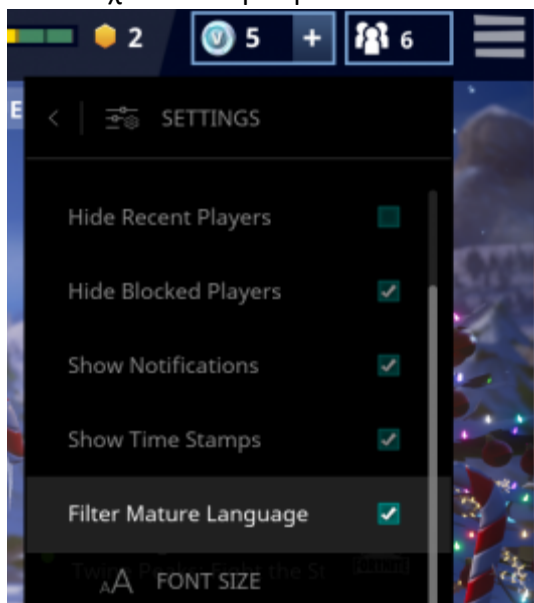 2 V 5 + 6
E
< SETTINGS
Hide Recent Players
Hide Blocked Players
Show Notifications
Show Time Stamps
Filter Mature Language
AA FONT SIZE